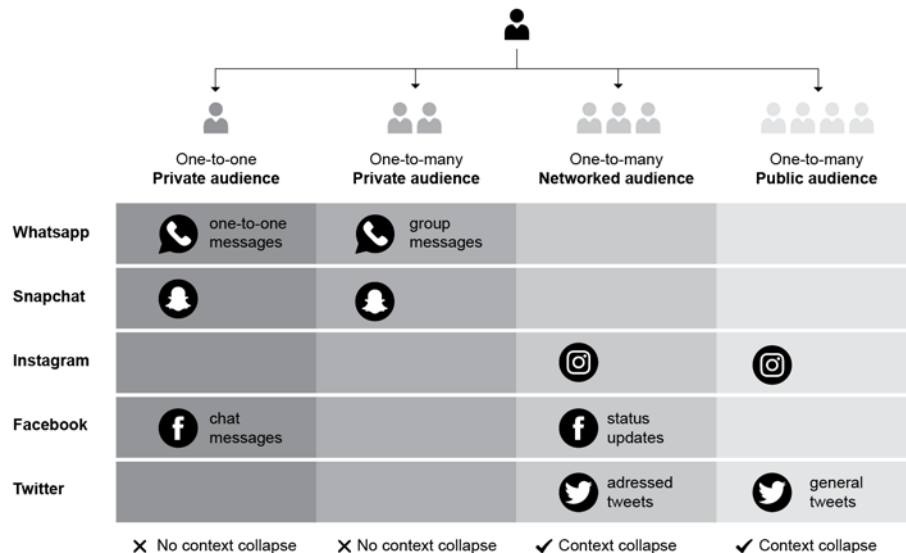 One-to-one
Private audience
One-to-many
Private audience
One-to-many
Networked audience
One-to-many
Public audience
Whatsapp
one-to-one
messages
group
messages
Snapchat
Instagram
Facebook
chat
messages
status
updates
Twitter
adressed
tweets
general
tweets
No context collapse
No context collapse
Context collapse
Context collapse